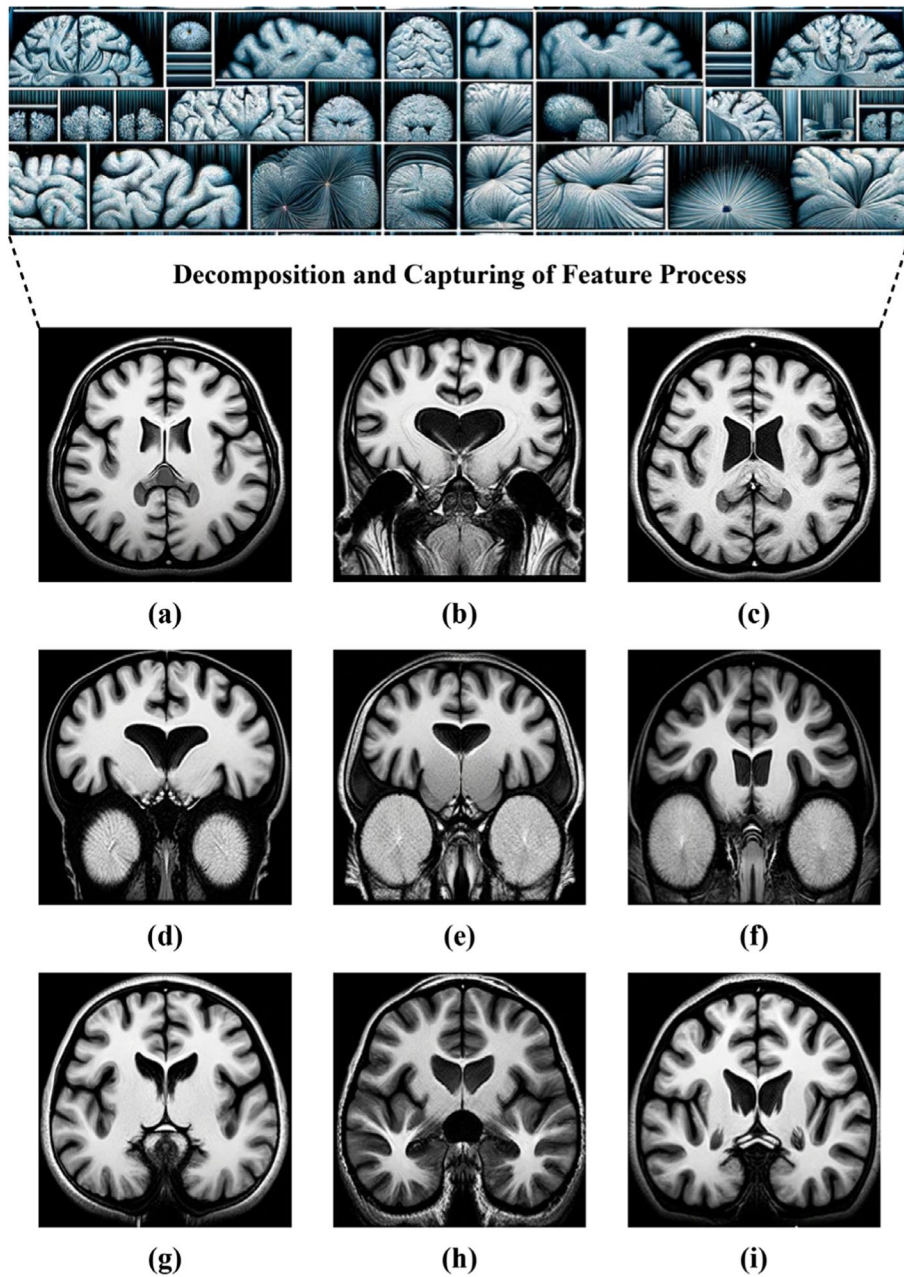 Decomposition and Capturing of Feature Process
(a)
(b)
(c)
(d)
(e)
(f)
(g)
(h)
(i)